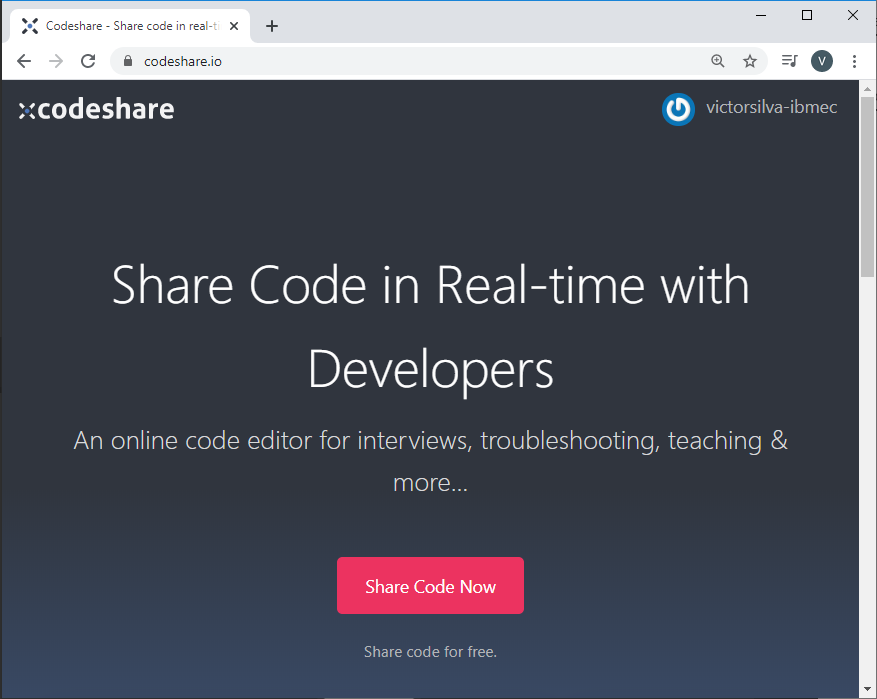 Codeshare - Share code in real-ti
codeshare.io
V
codeshare
victorsilva-ibmec
Share Code in Real-time with
Developers
An online code editor for interviews, troubleshooting, teaching &
more...
Share Code Now
Share code for free.